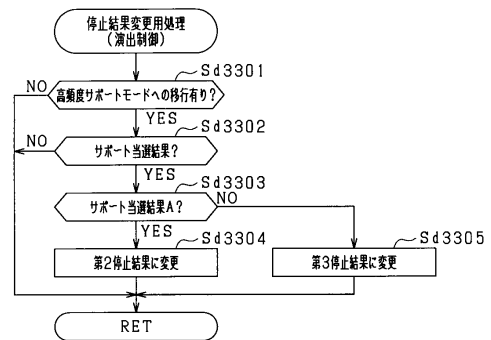 停止結果変更用処理
(演出制御)
Sd3301
NO
高頻度サポートモードへの移行有り?
YES
Sd3302
NO
サポート当選結果?
YES
Sd3303
サポート当選結果A?
NO
YES
Sd3304
Sd3305
第2停止結果に変更
第3停止結果に変更
RET